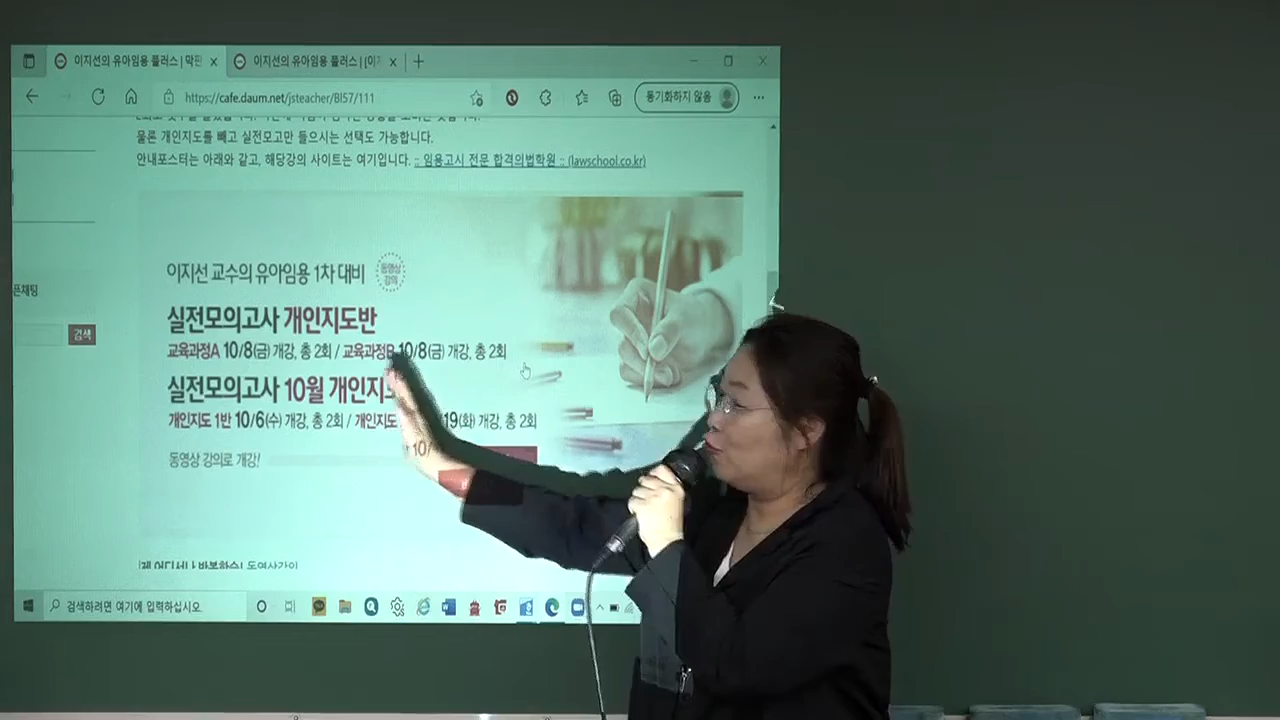 이지선의 유아임용 플러스 | 막판
이지선의 유아임용 플러스 | [이
https://cafe.daum.net/jsteacher/BI57/111
동기화하지 않음
물론 개인지도를 빼고 실전모고만 들으시는 선택도 가능합니다.
안내포스터는 아래와 같고, 해당강의 사이트는 여기입니다. :: 임용고시 전문 합격의법학원 :: (lawschool.co.kr)
이지선 교수의 유아임용 1차 대비
동영상
강의
실전모의고사 개인지도반
교육과정A 10/8(금) 개강, 총 2회 / 교육과정B 10/8(금) 개강, 총 2회
실전모의고사 10월 개인지
개인지도 1반 10/6(수) 개강, 총 2회 / 개인지도 19(화) 개강, 총 2회
10/
동영상 강의로 개강!
픈채팅
검색
검색하려면 여기에 입력하십시오.